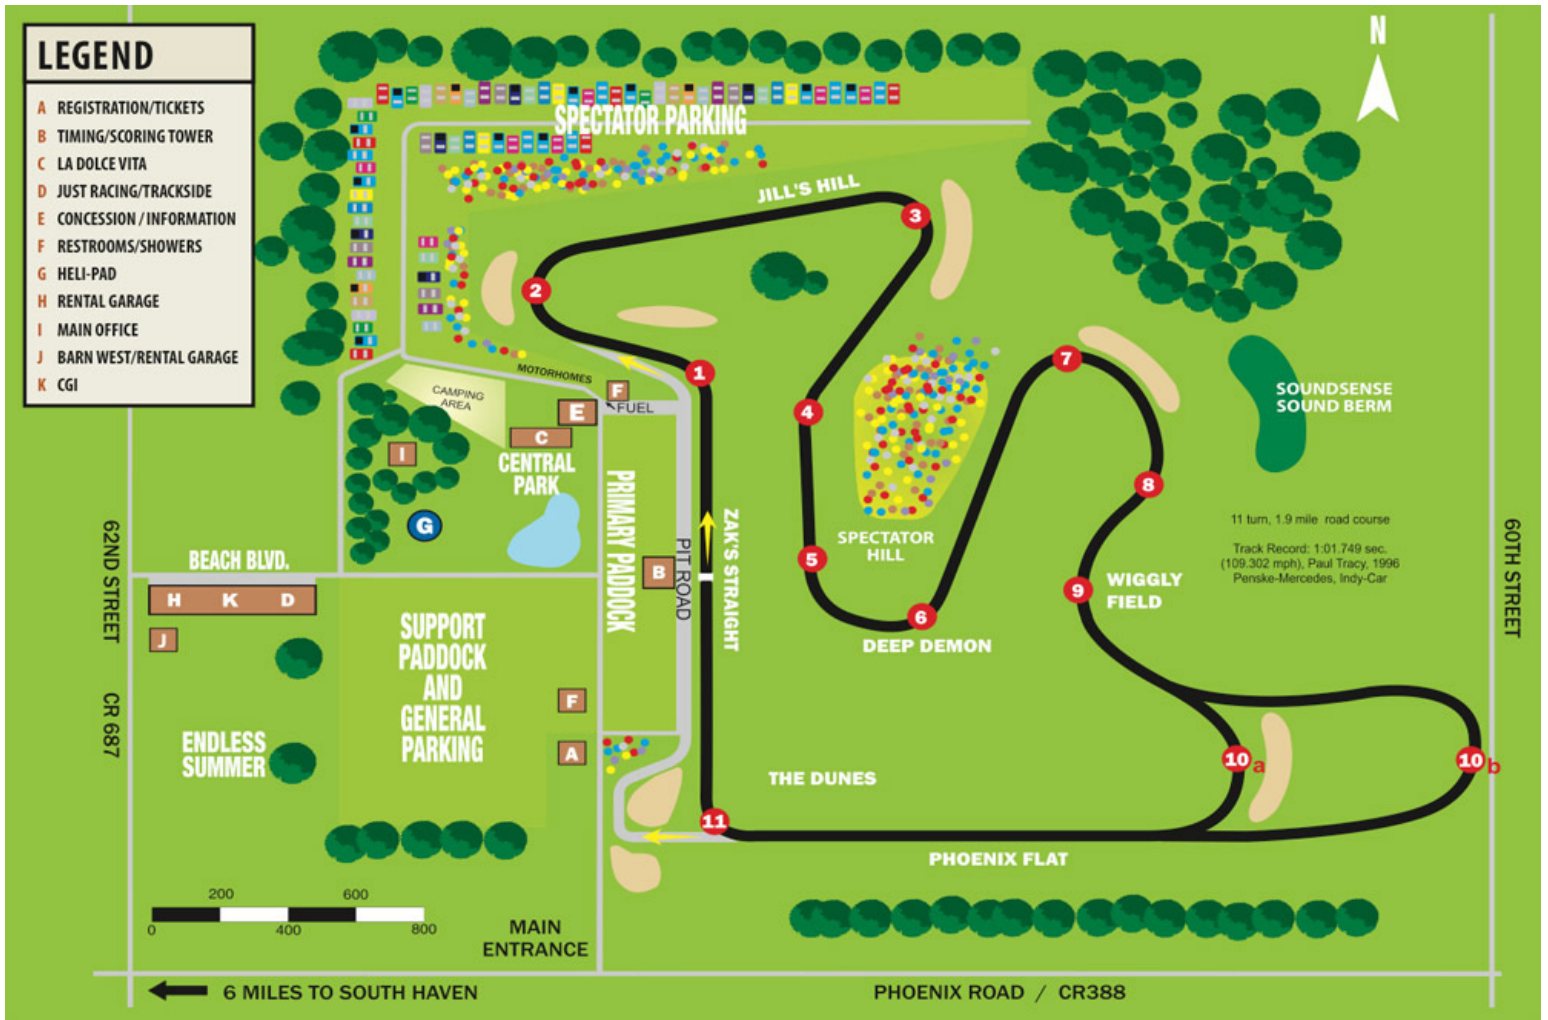 LEGEND
A REGISTRATION/TICKETS
B TIMING/SCORING TOWER
C LA DOLCE VITA
D JUST RACING/TRACKSIDE
E CONCESSION / INFORMATION
F RESTROOMS/SHOWERS
G HELI-PAD
H RENTAL GARAGE
I MAIN OFFICE
J BARN WEST/RENTAL GARAGE
K CGI
N
SPECTATOR PARKING
JILL'S HILL
3
2
1
7
MOTORHOMES
F
FUEL
CAMPING
AREA
E
C
I
CENTRAL
PARK
4
SOUNDSENSE
SOUND BERM
8
G
PRIMARY PADDOCK
PIT ROAD
ZAK'S STRAIGHT
B
SPECTATOR
HILL
5
6
DEEP DEMON
9
WIGGLY
FIELD
11 turn, 1.9 mile road course
Track Record: 1:01.749 sec.
(109.302 mph), Paul Tracy, 1996
Penske-Mercedes, Indy-Car
62ND STREET
CR 687
60TH STREET
BEACH BLVD.
H K D
J
SUPPORT
PADDOCK
AND
GENERAL
PARKING
F
A
ENDLESS
SUMMER
THE DUNES
10 a
10 b
11
PHOENIX FLAT
200 600
0 400 800
MAIN
ENTRANCE
6 MILES TO SOUTH HAVEN
PHOENIX ROAD / CR388